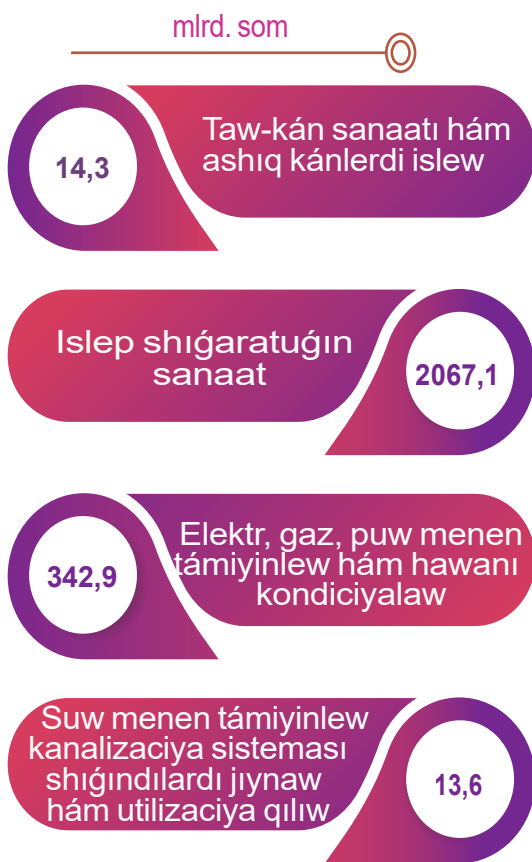 mlrd. som
14,3
Taw-kán sanaatı hám
ashıq kánlerdi islew
Islep shıǵaratuǵın
sanaat
2067,1
342,9
Elektr, gaz, puw menen
támiyinlew hám hawanı
kondiciyalaw
Suw menen támiyinlew
kanalizaciya sisteması
shıǵındılardı jıynaw
hám utilizaciya qılıw
13,6